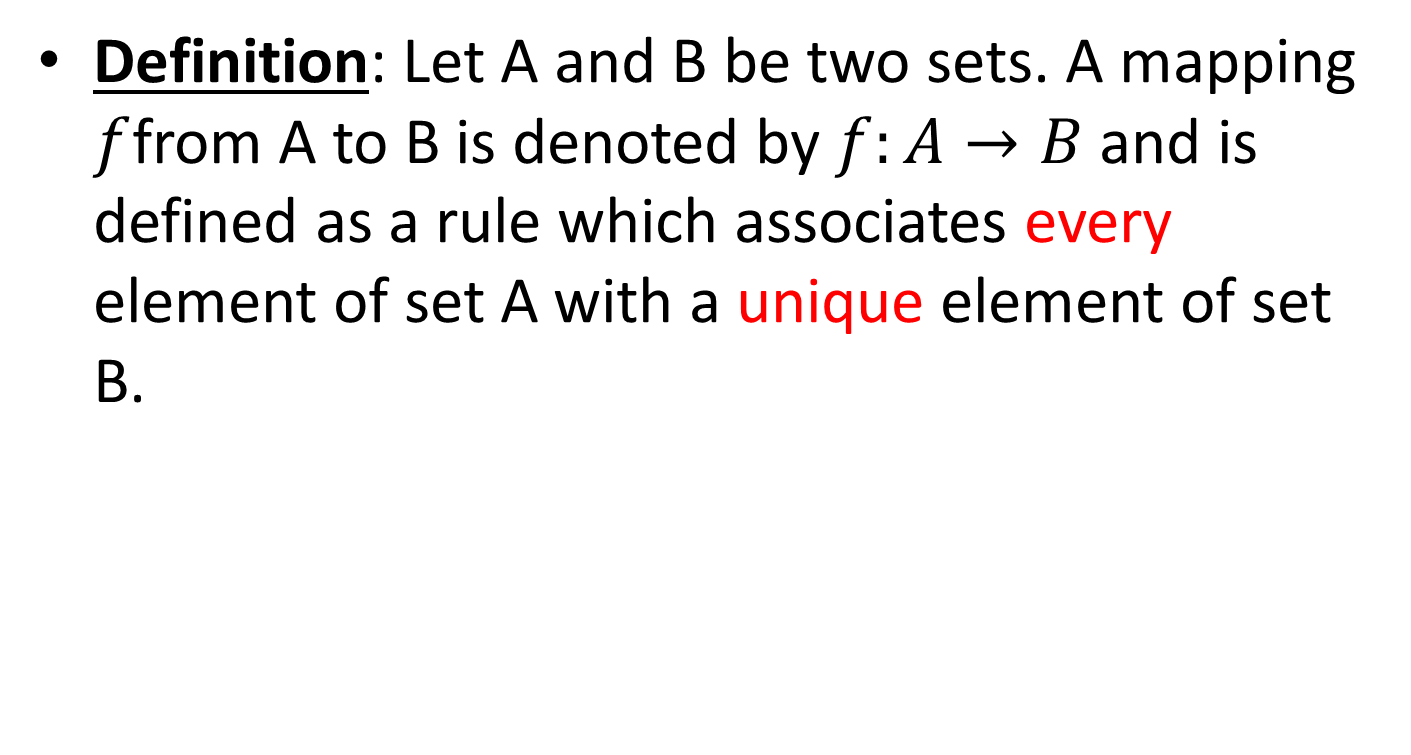 • Definition: Let A and B be two sets. A mapping
f from A to B is denoted by f: A → B and is
defined as a rule which associates every
element of set A with a unique element of set
B.